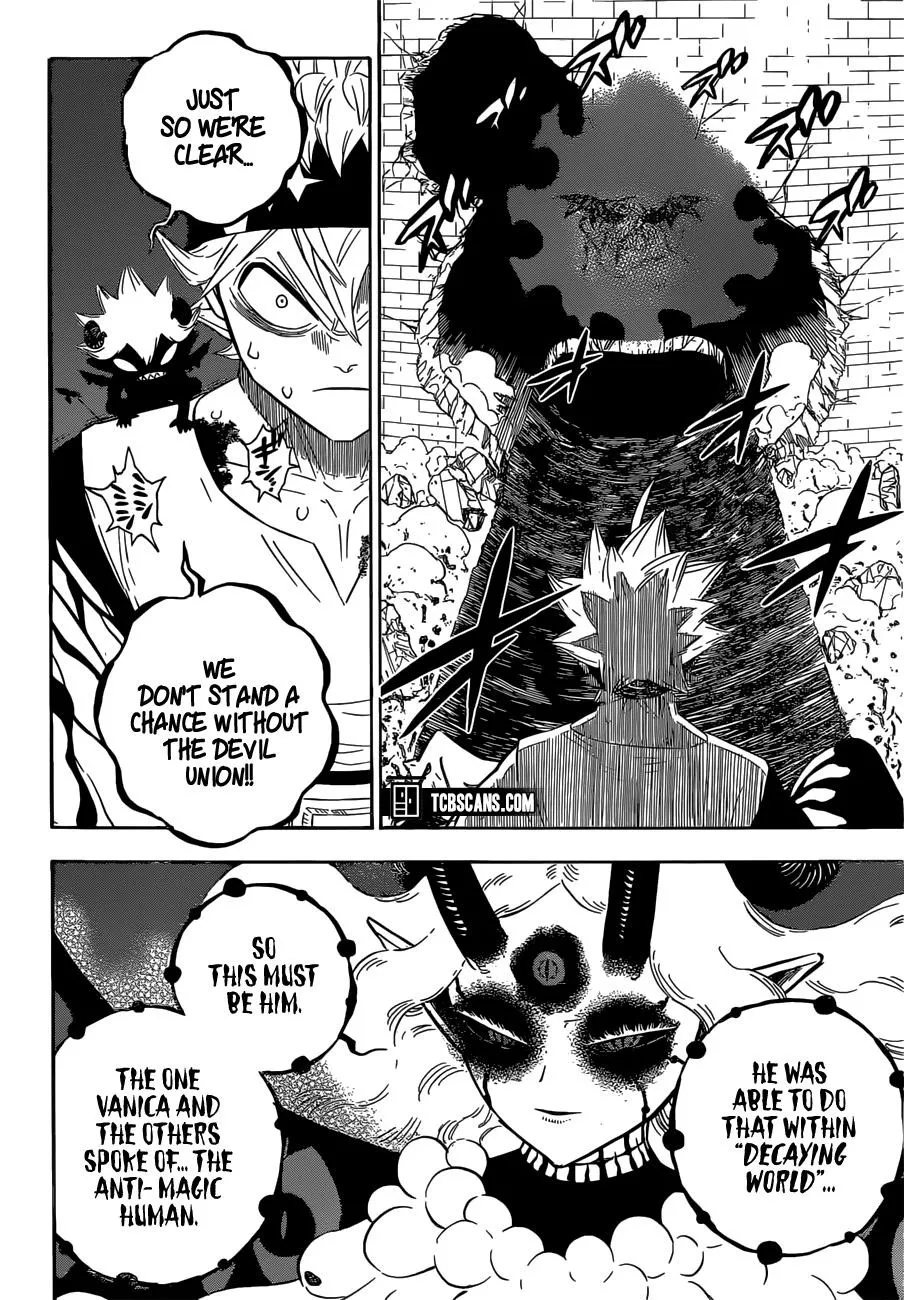 JUST
SO WE'RE
CLEAR...
WE
DON'T STAND A
CHANCE WITHOUT
THE DEVIL
UNION!!
TCBSCANS.COM
SO
THIS MUST
BE HIM.
THE ONE
VANICA AND
THE OTHERS
SPOKE OF... THE
ANTI- MAGIC
HUMAN.
HE WAS
ABLE TO DO
THAT WITHIN
"DECAYING
WORLD"...